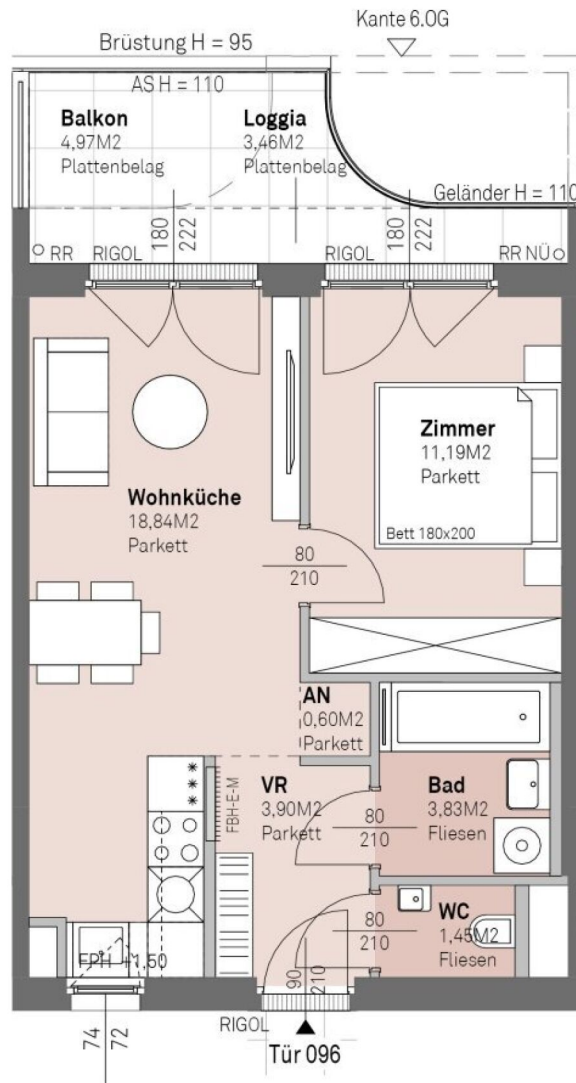 Kante 6.OG
Brüstung H = 95
AS H = 110
Balkon
4,97M2
Plattenbelag
Loggia
3,46M2
Plattenbelag
Geländer H = 110
180
222
180
222
RR
RIGOL
RIGOL
RR NÜ
Zimmer
11,19M2
Parkett
Bett 180x200
Wohnküche
18,84M2
Parkett
80
210
AN
0,60M2
Parkett
VR
3,90M2
Parkett
FBH-E-M
Bad
3,83M2
Fliesen
80
210
WC
1,45M2
Fliesen
80
210
90
210
FPH +1,50
74
72
RIGOL
Tür 096